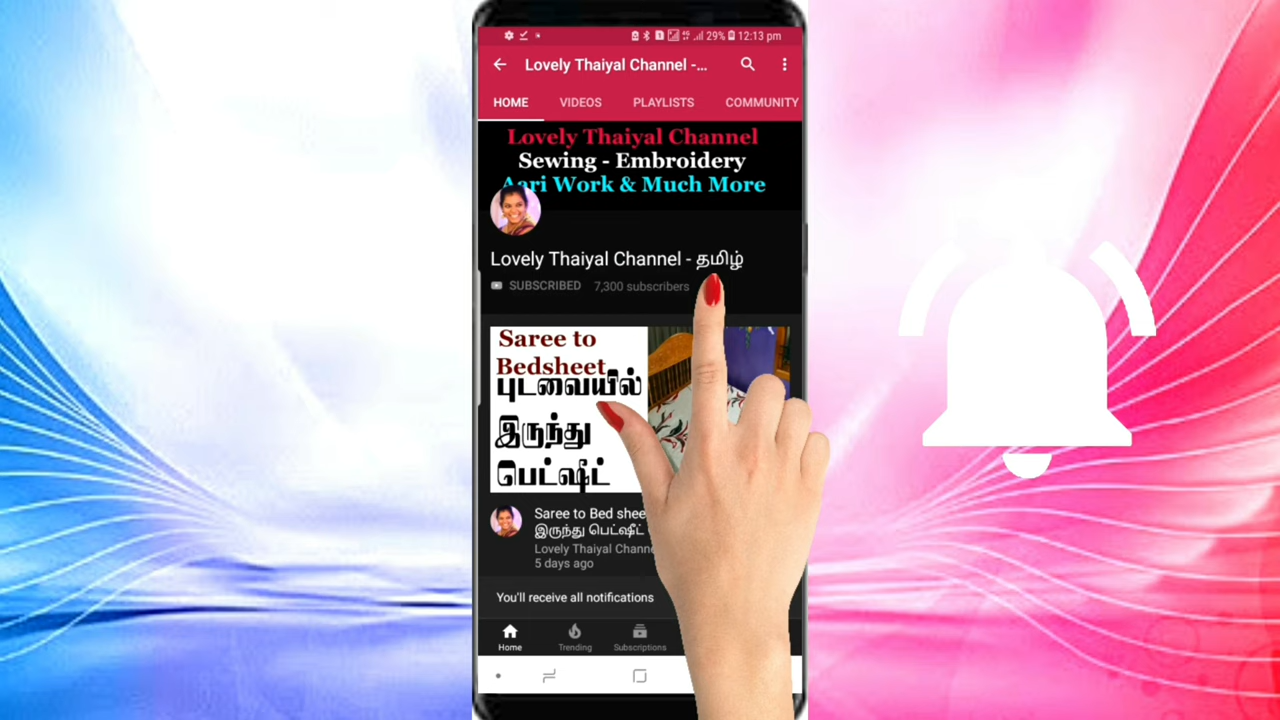 29% 12:13 pm
Lovely Thaiyal Channel -...
HOME VIDEOS PLAYLISTS COMMUNITY
Lovely Thaiyal Channel
Sewing - Embroidery
Aari Work & Much More
Lovely Thaiyal Channel - தமிழ்
SUBSCRIBED 7,300 subscribers
Saree to
Bedsheet
புடவையில்
இருந்து
பெட்ஷீட்
Saree to Bed
இருந்து பெட்ஷீட்
Lovely Thaiyal
5 days ago
You'll receive all notifications
Home Trending Subscriptions